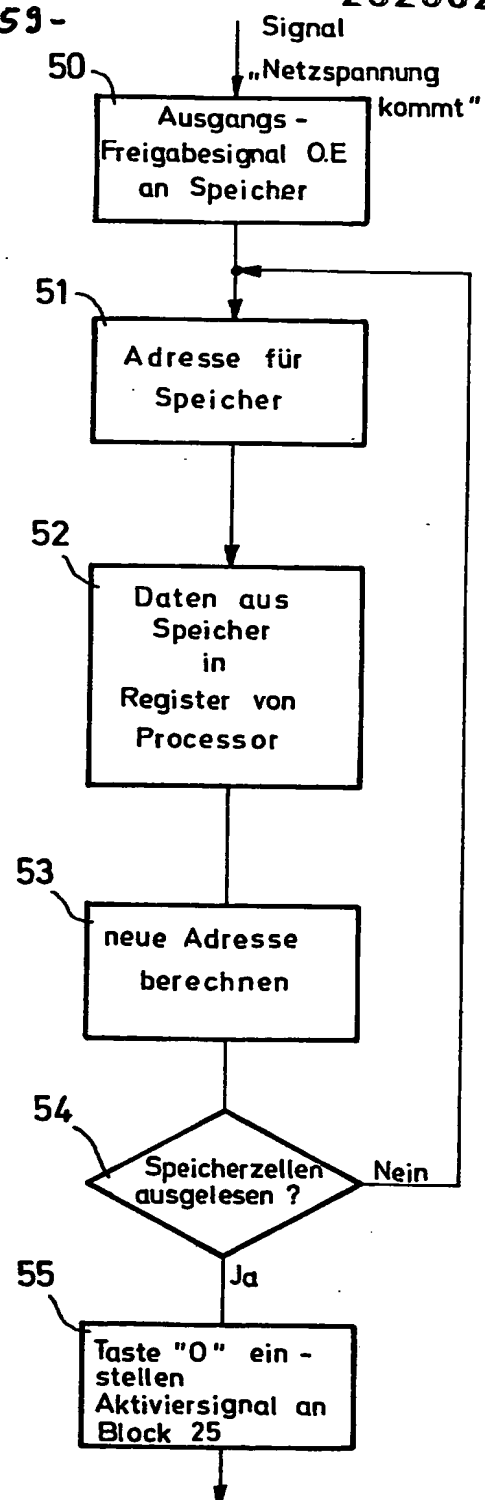 59-
Signal
50
„Netzspannung
kommt"
Ausgangs-
Freigabesignal O.E
an Speicher
51
Adresse für
Speicher
52
Daten aus
Speicher
in
Register von
Processor
53
neue Adresse
berechnen
54
Speicherzellen
ausgelesen ?
Nein
Ja
55
Taste "O" ein-
stellen
Aktiviersignal an
Block 25